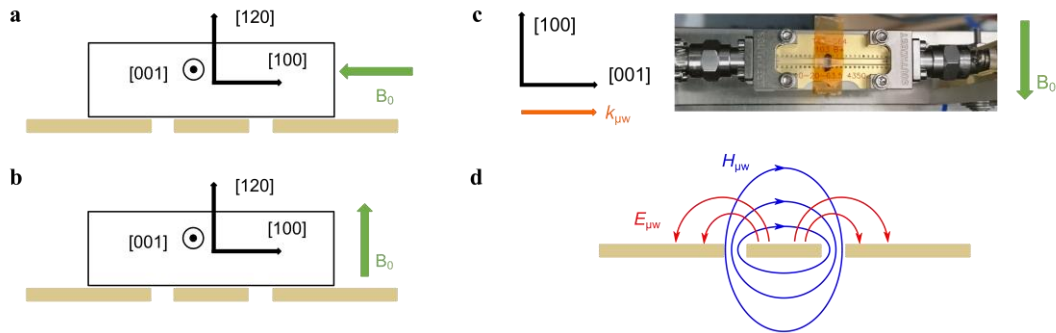 a
[120]
[100]
[001]
B₀
b
[120]
[100]
[001]
B₀
c
[100]
[001]
kμw
B₀
d
Hμw
Eμw